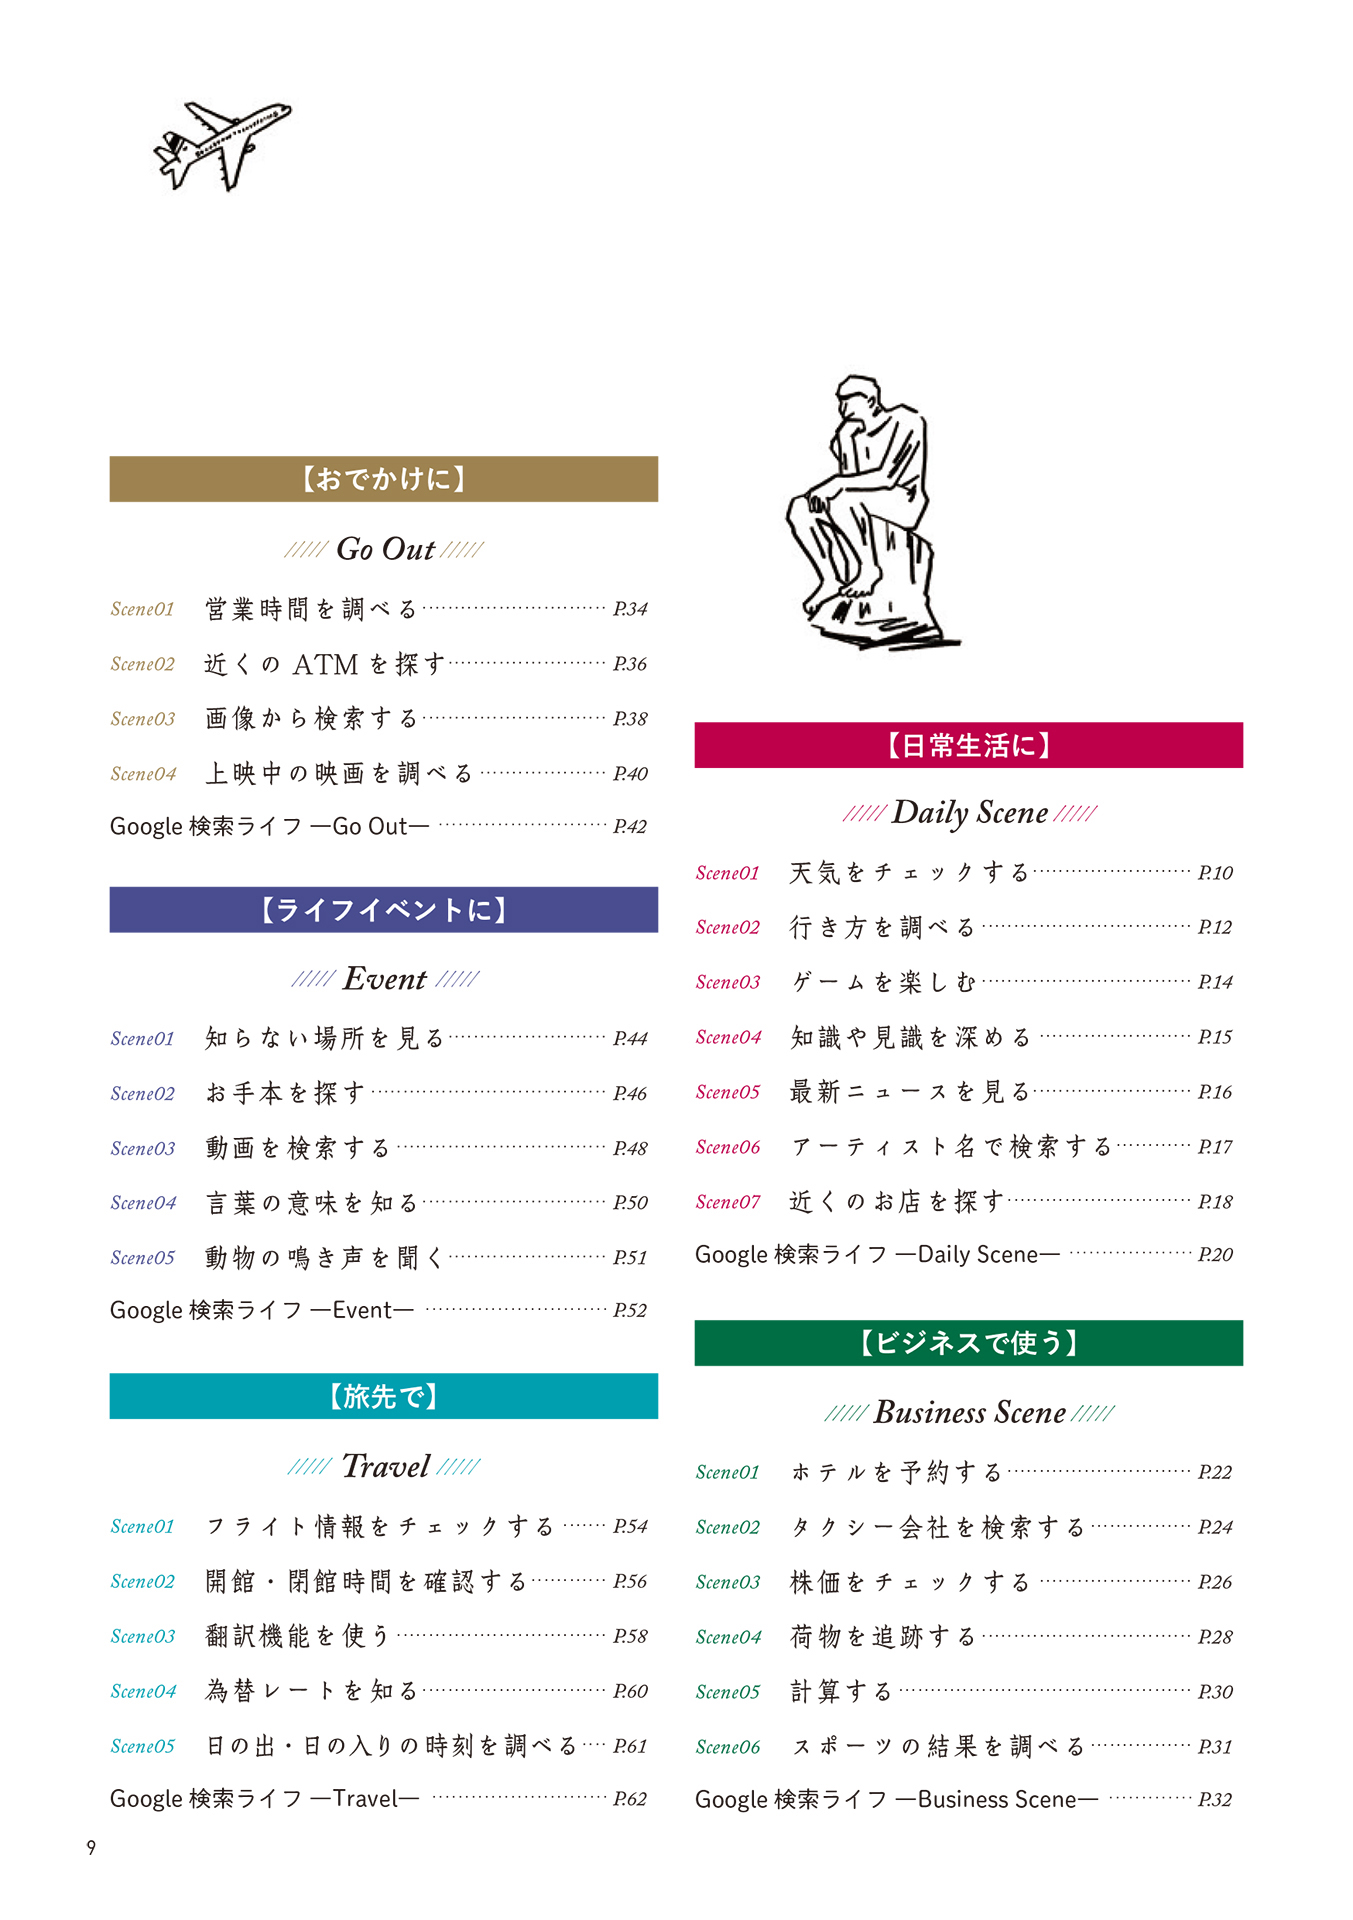 【おでかけに】
Go Out
Scene01 営業時間を調べる P.34
Scene02 近くの ATM を探す P.36
Scene03 画像から検索する P.38
Scene04 上映中の映画を調べる P.40
Google 検索ライフ —Go Out— P.42
【ライフイベントに】
Event
Scene01 知らない場所を見る P.44
Scene02 お手本を探す P.46
Scene03 動画を検索する P.48
Scene04 言葉の意味を知る P.50
Scene05 動物の鳴き声を聞く P.51
Google 検索ライフ —Event— P.52
【旅先で】
Travel
Scene01 フライト情報をチェックする P.54
Scene02 開館・閉館時間を確認する P.56
Scene03 翻訳機能を使う P.58
Scene04 為替レートを知る P.60
Scene05 日の出・日の入りの時刻を調べる P.61
Google 検索ライフ —Travel— P.62
【日常生活に】
Daily Scene
Scene01 天気をチェックする P.10
Scene02 行き方を調べる P.12
Scene03 ゲームを楽しむ P.14
Scene04 知識や見識を深める P.15
Scene05 最新ニュースを見る P.16
Scene06 アーティスト名で検索する P.17
Scene07 近くのお店を探す P.18
Google 検索ライフ —Daily Scene— P.20
【ビジネスで使う】
Business Scene
Scene01 ホテルを予約する P.22
Scene02 タクシー会社を検索する P.24
Scene03 株価をチェックする P.26
Scene04 荷物を追跡する P.28
Scene05 計算する P.30
Scene06 スポーツの結果を調べる P.31
Google 検索ライフ —Business Scene— P.32
9